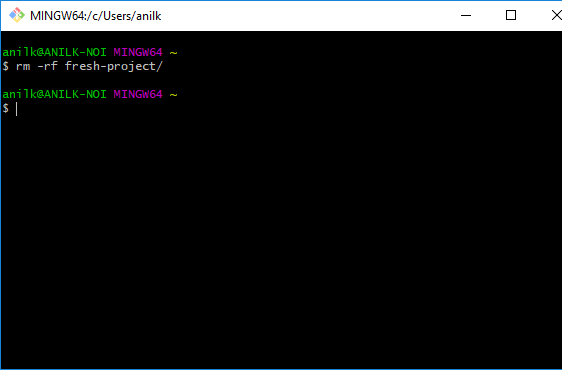 MINGW64:/c/Users/anilk
anilk@ANILK-NOI MINGW64 ~
$ rm -rf fresh-project/
anilk@ANILK-NOI MINGW64 ~
$